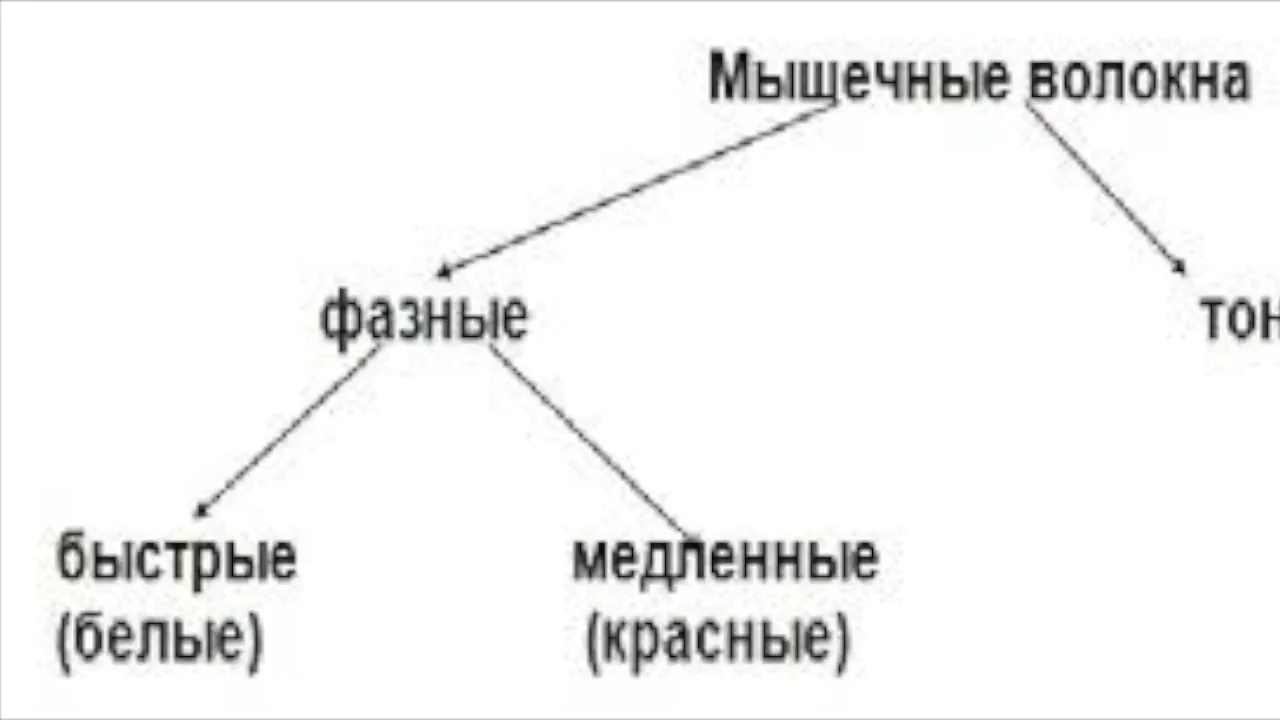 Мышечные волокна
фазные
тон
быстрые
медленные
(белые)
(красные)